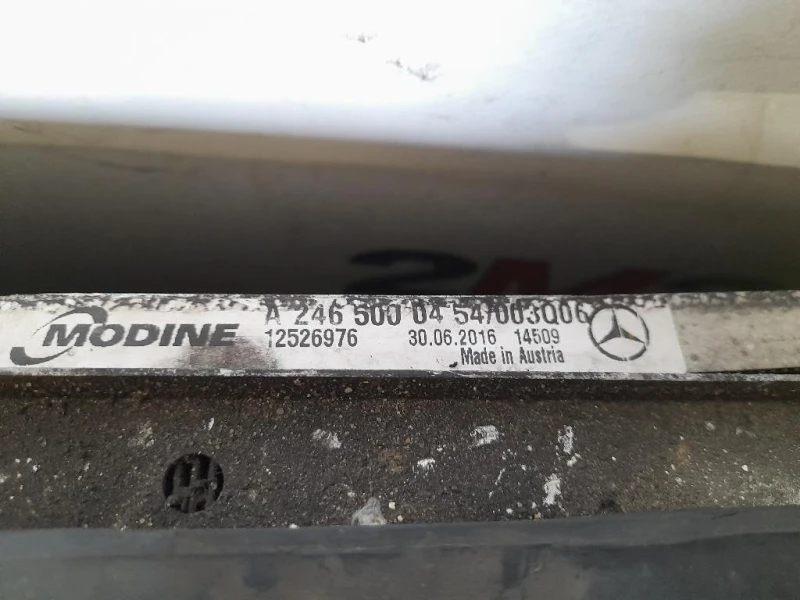 MODINE
A 246 500 04 54/003Q06
12526976 30.06.2016 14509
Made in Austria